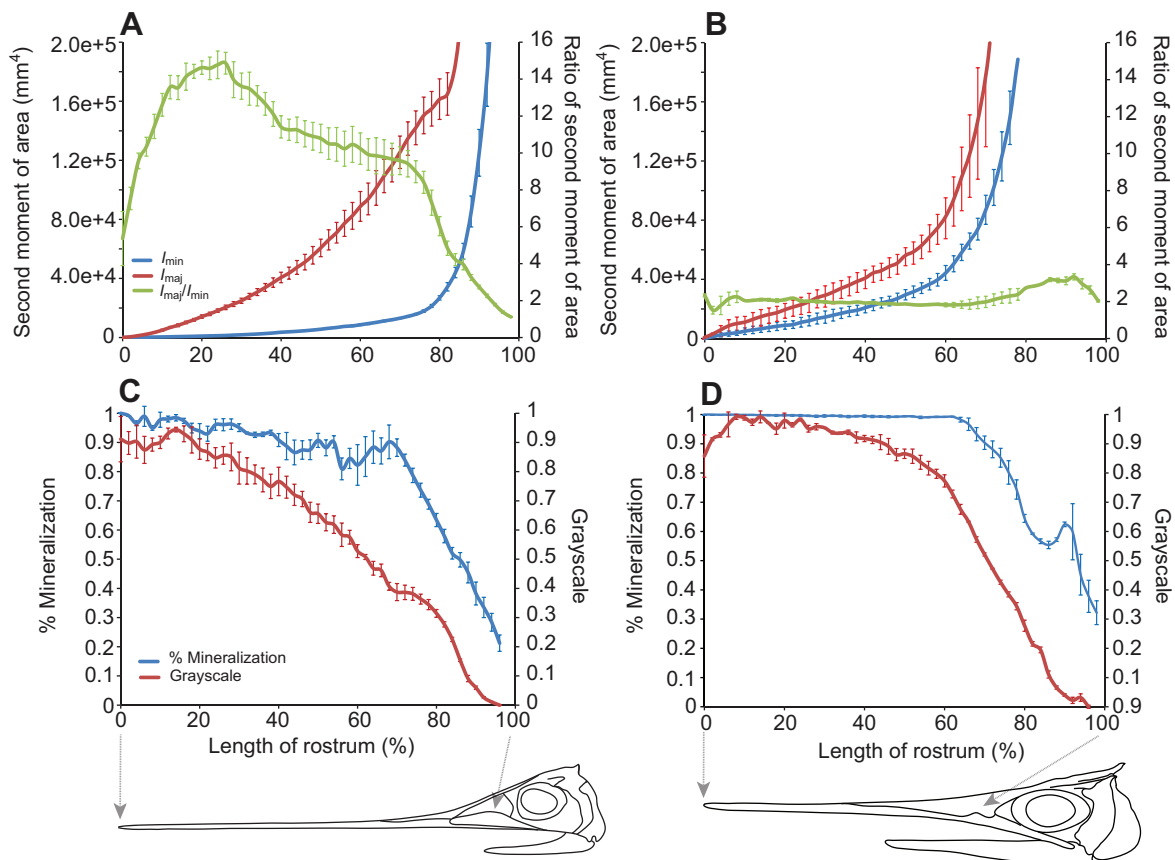 A
Second moment of area (mm4)
2.0e+5
1.6e+5
1.2e+5
8.0e+4
4.0e+4
0
Imin
Imaj
Imaj/Imin
0 20 40 60 80 100
16
14
12
10
8
6
4
2
0
Ratio of second moment of area
B
Second moment of area (mm4)
2.0e+5
1.6e+5
1.2e+5
8.0e+4
4.0e+4
0
0 20 40 60 80 100
16
14
12
10
8
6
4
2
0
Ratio of second moment of area
C
% Mineralization
1
0.9
0.8
0.7
0.6
0.5
0.4
0.3
0.2
0.1
0
% Mineralization
Grayscale
0 20 40 60 80 100
Length of rostrum (%)
1
0.9
0.8
0.7
0.6
0.5
0.4
0.3
0.2
0.1
0
Grayscale
D
% Mineralization
1
0.9
0.8
0.7
0.6
0.5
0.4
0.3
0.2
0.1
0
0 20 40 60 80 100
Length of rostrum (%)
1
0.9
0.8
0.7
0.6
0.5
0.4
0.3
0.2
0.1
0.9
Grayscale